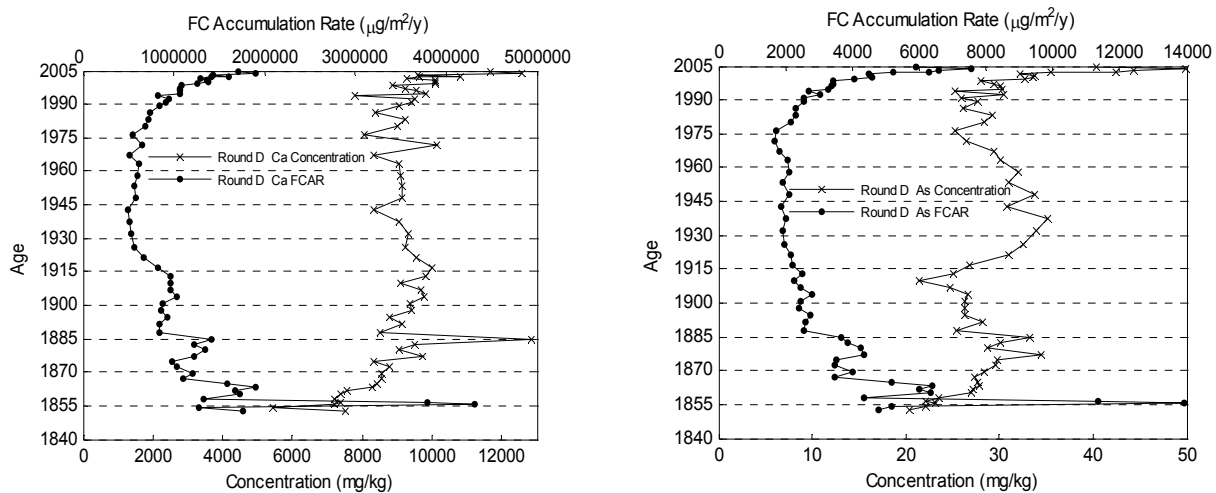 FC Accumulation Rate (μg/m²/y)
0 1000000 2000000 3000000 4000000 5000000
2005
1990
1975
1960
1945
1930
1915
1900
1885
1870
1855
1840
Age
Round D Ca Concentration
Round D Ca FCAR
0 2000 4000 6000 8000 10000 12000
Concentration (mg/kg)
FC Accumulation Rate (μg/m²/y)
0 2000 4000 6000 8000 10000 12000 14000
2005
1990
1975
1960
1945
1930
1915
1900
1885
1870
1855
1840
Age
Round D As Concentration
Round D As FCAR
0 10 20 30 40 50
Concentration (mg/kg)